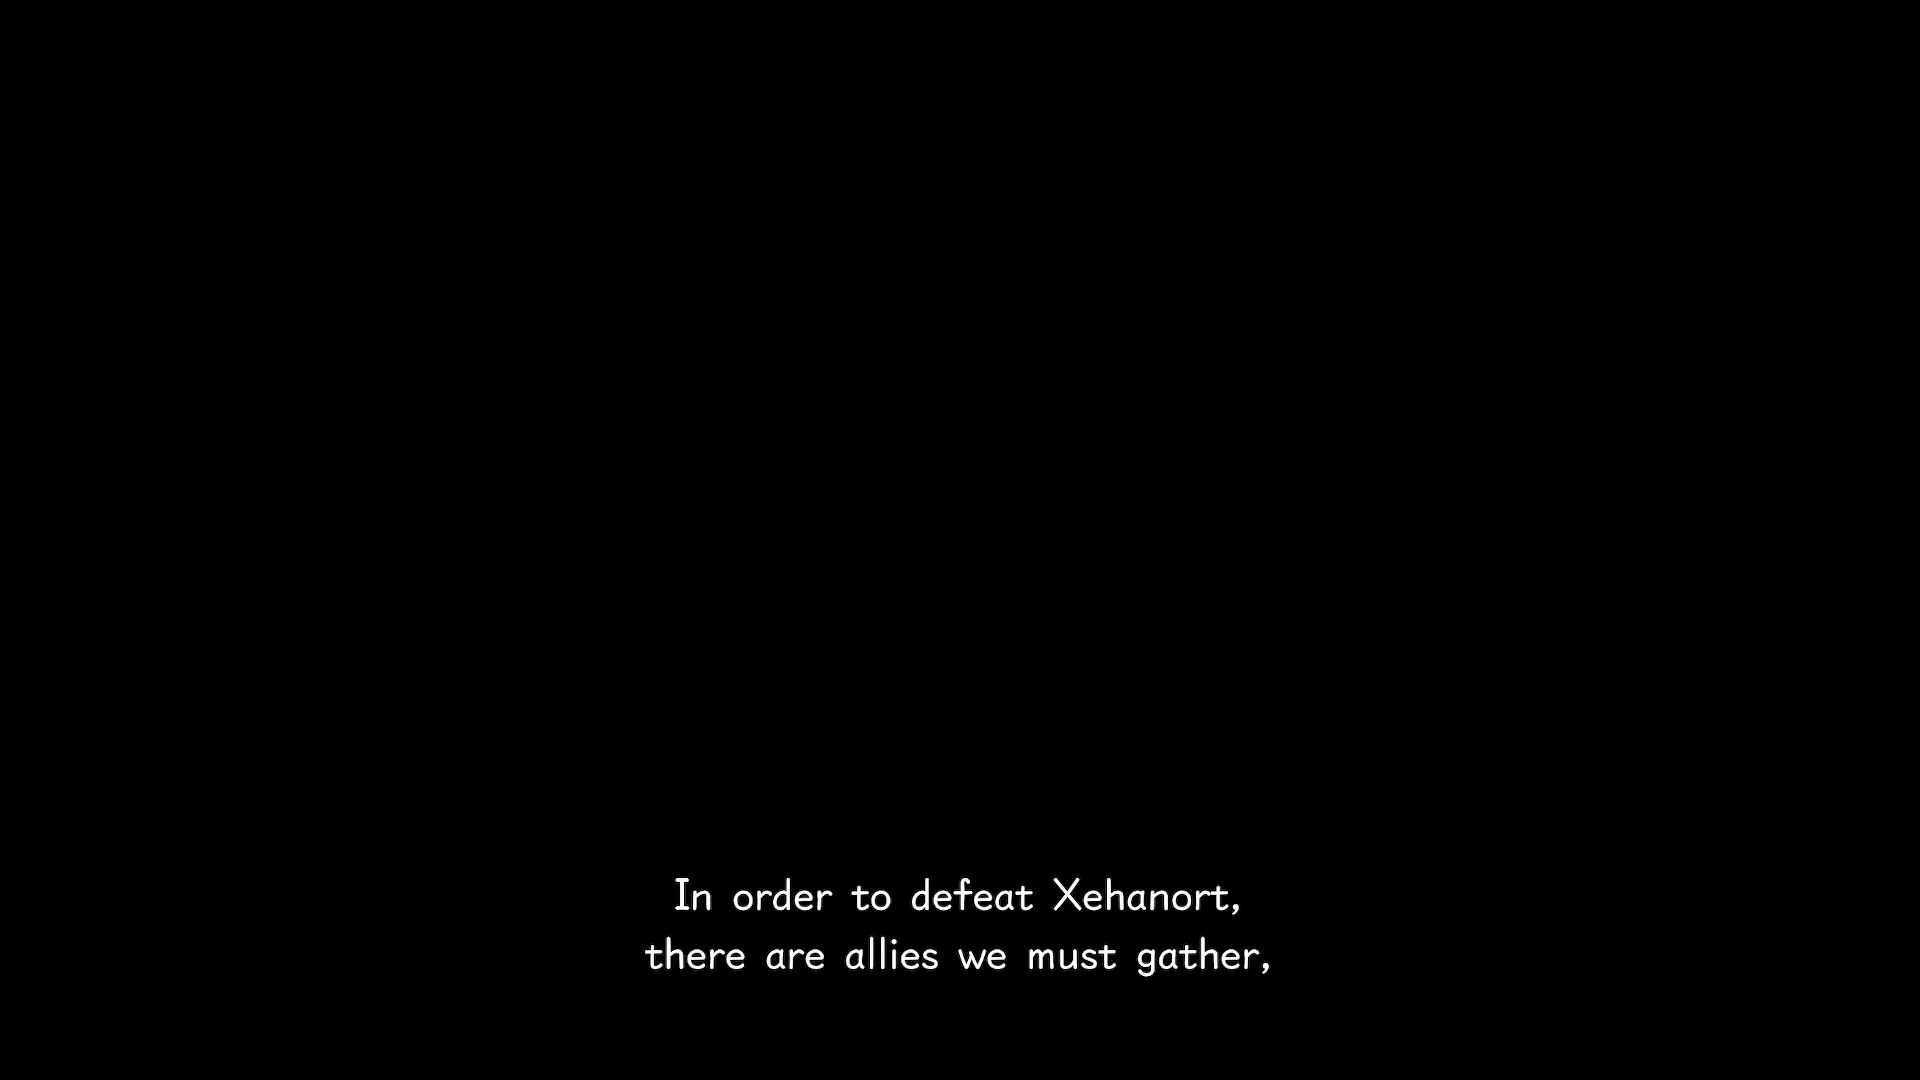 In order to defeat Xehanort,
there are allies we must gather,